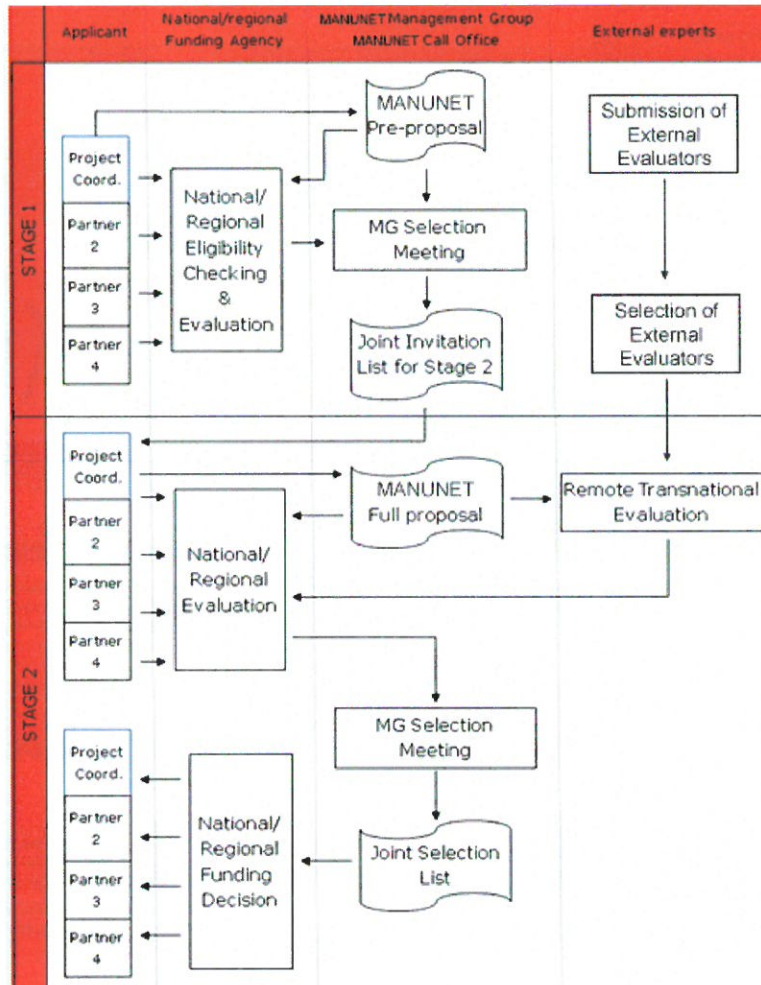 Applicant
National/regional
Funding Agency
MANUNET Management Group
MANUNET Call Office
External experts
STAGE 1
MANUNET
Pre-proposal
Submission of
External
Evaluators
Project
Coord.
Partner
2
Partner
3
Partner
4
National/
Regional
Eligibility
Checking
&
Evaluation
MG Selection
Meeting
Joint Invitation
List for Stage 2
Selection of
External
Evaluators
STAGE 2
Project
Coord.
Partner
2
Partner
3
Partner
4
National/
Regional
Evaluation
MANUNET
Full proposal
Remote Transnational
Evaluation
MG Selection
Meeting
Project
Coord.
Partner
2
Partner
3
Partner
4
National/
Regional
Funding
Decision
Joint Selection
List